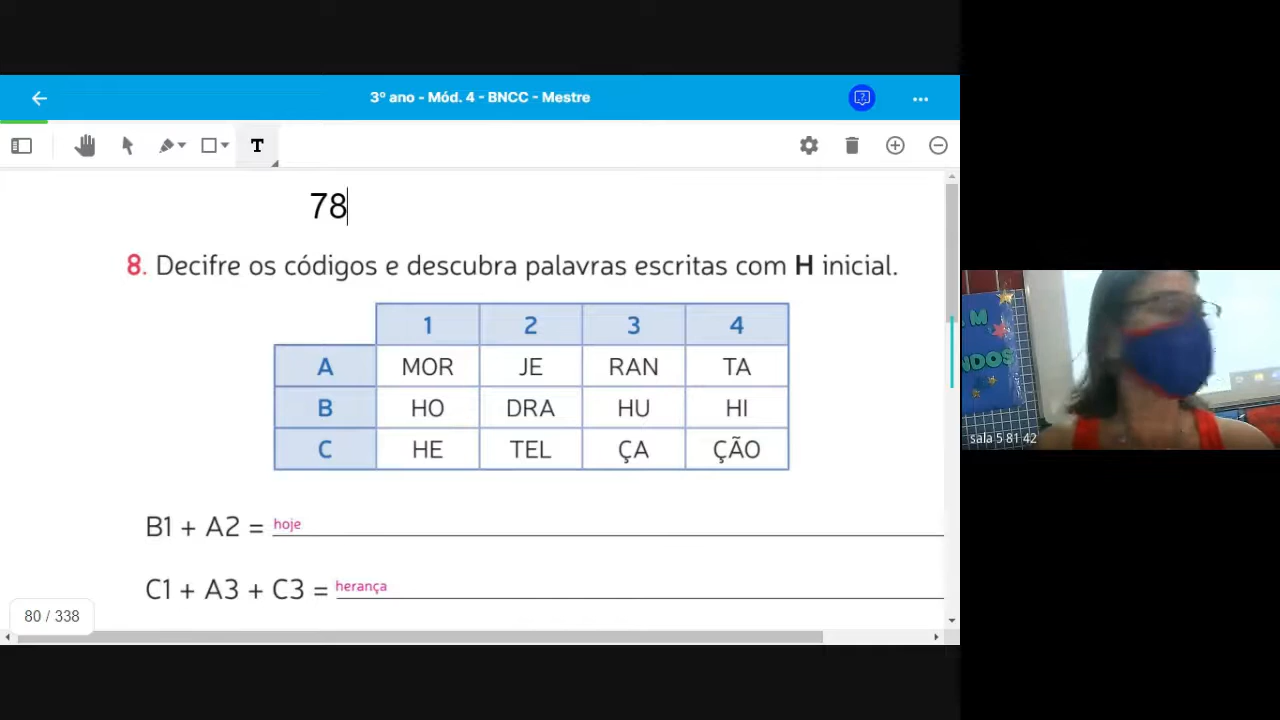 3º ano - Mód. 4 - BNCC - Mestre
T
78
8. Decifre os códigos e descubra palavras escritas com H inicial.
1 2 3 4
A MOR JE RAN TA
B HO DRA HU HI
C HE TEL ÇA ÇÃO
B1 + A2 = hoje
C1 + A3 + C3 = herança
80 / 338
M
NDOS
sala 5 81 42